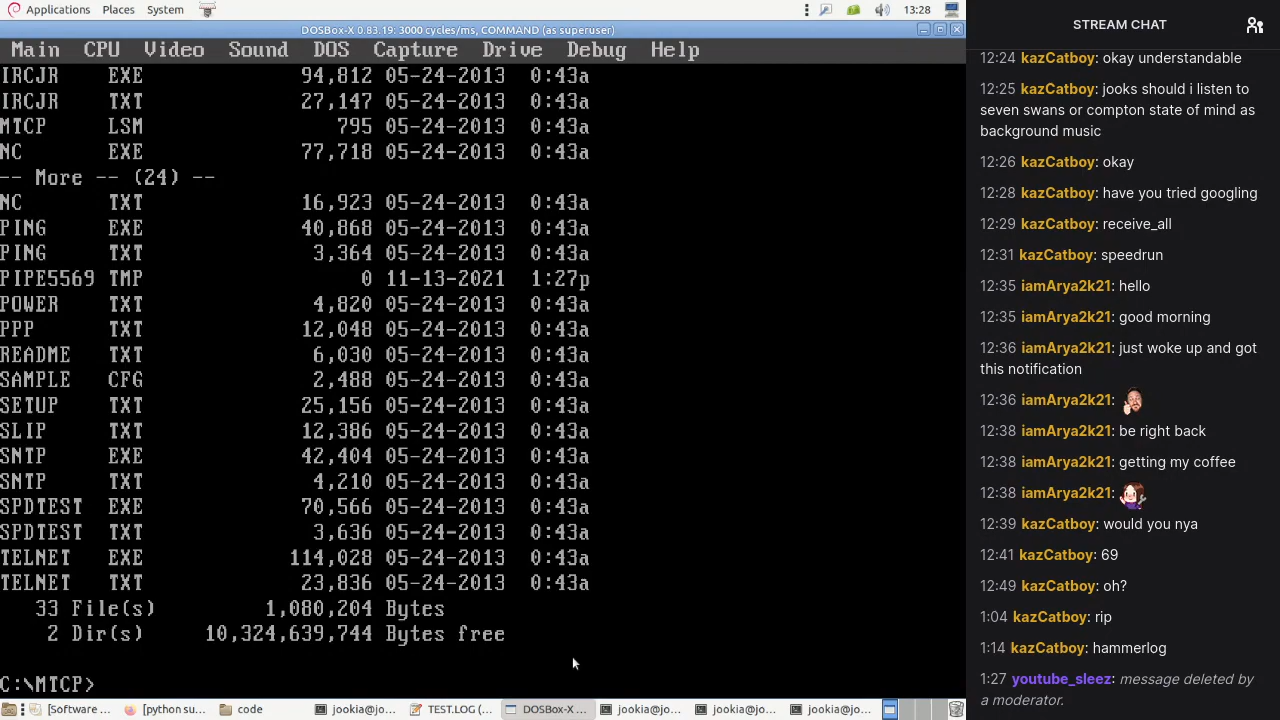 Applications Places System 13:28
DOSBox-X 0.83.19: 3000 cycles/ms, COMMAND (as superuser)
Main CPU Video Sound DOS Capture Drive Debug Help
IRCJR EXE 94,812 05-24-2013 0:43a
IRCJR TXT 27,147 05-24-2013 0:43a
MTCP LSM 795 05-24-2013 0:43a
NC EXE 77,718 05-24-2013 0:43a
-- More -- (24) --
NC TXT 16,923 05-24-2013 0:43a
PING EXE 40,868 05-24-2013 0:43a
PING TXT 3,364 05-24-2013 0:43a
PIPE5569 TMP 0 11-13-2021 1:27p
POWER TXT 4,820 05-24-2013 0:43a
PPP TXT 12,048 05-24-2013 0:43a
README TXT 6,030 05-24-2013 0:43a
SAMPLE CFG 2,488 05-24-2013 0:43a
SETUP TXT 25,156 05-24-2013 0:43a
SLIP TXT 12,386 05-24-2013 0:43a
SNTP EXE 42,404 05-24-2013 0:43a
SNTP TXT 4,210 05-24-2013 0:43a
SPDTEST EXE 70,566 05-24-2013 0:43a
SPDTEST TXT 3,636 05-24-2013 0:43a
TELNET EXE 114,028 05-24-2013 0:43a
TELNET TXT 23,836 05-24-2013 0:43a
33 File(s) 1,080,204 Bytes
2 Dir(s) 10,324,639,744 Bytes free
C:\MTCP>
[Software ... [python su... code jookia@jo... TEST.LOG (... DOSBox-X ... jookia@jo... jookia@jo... jookia@jo...
STREAM CHAT
12:24 kazCatboy: okay understandable
12:25 kazCatboy: jooks should i listen to
seven swans or compton state of mind as
background music
12:26 kazCatboy: okay
12:28 kazCatboy: have you tried googling
12:29 kazCatboy: receive_all
12:31 kazCatboy: speedrun
12:35 iamArya2k21: hello
12:35 iamArya2k21: good morning
12:36 iamArya2k21: just woke up and got
this notification
12:36 iamArya2k21:
12:38 iamArya2k21: be right back
12:38 iamArya2k21: getting my coffee
12:38 iamArya2k21:
12:39 kazCatboy: would you nya
12:41 kazCatboy: 69
12:49 kazCatboy: oh?
1:04 kazCatboy: rip
1:14 kazCatboy: hammerlog
1:27 youtube_sleez: message deleted by
a moderator.